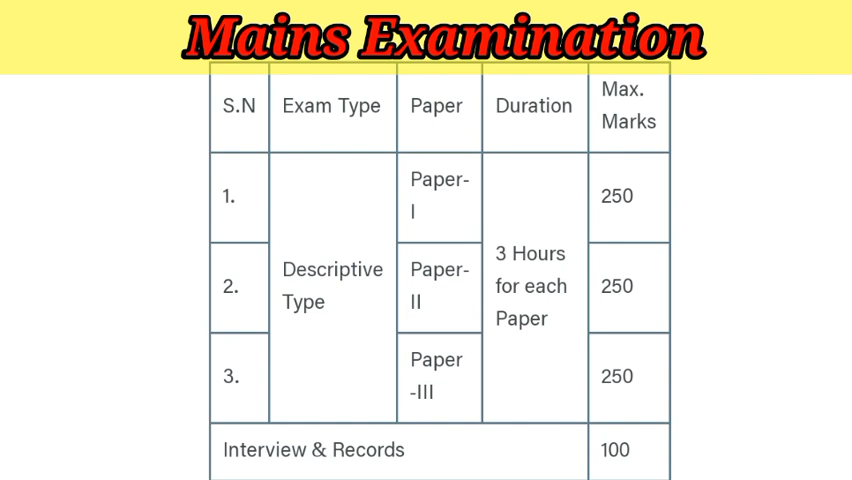 Mains Examination
S.N Exam Type Paper Duration Max. Marks
1. Descriptive Type Paper-I 3 Hours for each Paper 250
2. Paper-II 250
3. Paper -III 250
Interview & Records 100